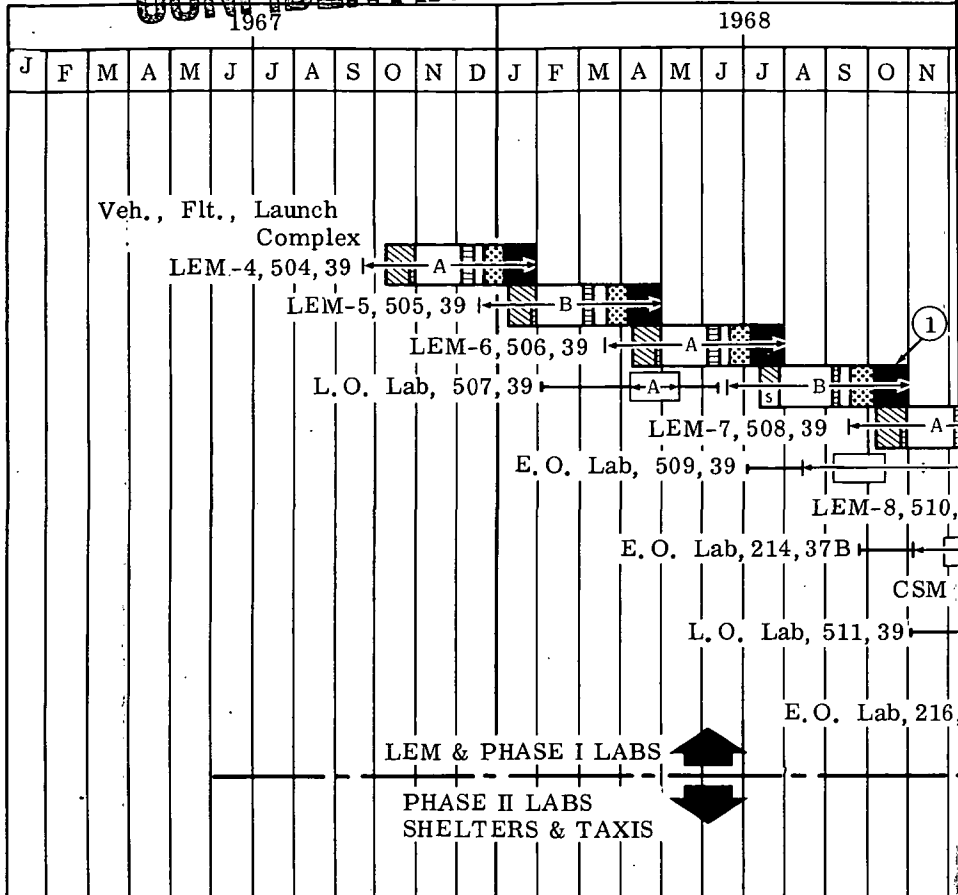 1967 1968
J F M A M J J A S O N D J F M A M J J A S O N
Veh., Flt., Launch
Complex
LEM-4, 504, 39 A
LEM-5, 505, 39 B
LEM-6, 506, 39 A 1
L.O. Lab, 507, 39 A B
s
LEM-7, 508, 39 A
E.O. Lab, 509, 39
LEM-8, 510,
E.O. Lab, 214, 37B
CSM
L.O. Lab, 511, 39
E.O. Lab, 216,
LEM & PHASE I LABS
PHASE II LABS
SHELTERS & TAXIS